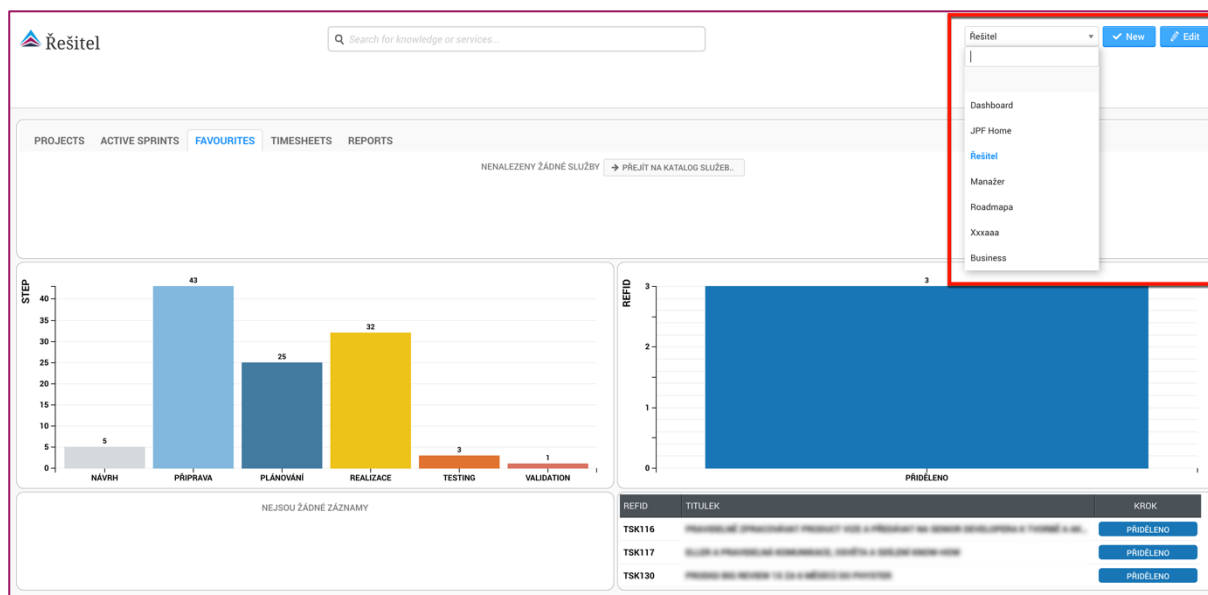 Řešitel
Search for knowledge or services...
Řešitel
New
Edit
Dashboard
JPF Home
Řešitel
Manažer
Roadmapa
Xxxaaa
Business
PROJECTS ACTIVE SPRINTS FAVOURITES TIMESHEETS REPORTS
NENALEZENY ŽÁDNÉ SLUŽBY
PŘEJÍT NA KATALOG SLUŽEB..
STEP
40
35
30
25
20
15
10
5
0
5
43
25
32
3
1
NÁVRH PŘIPRAVA PLÁNOVÁNÍ REALIZACE TESTING VALIDATION
REFID
3
2
1
0
3
PŘIDĚLENO
NEJSOU ŽÁDNÉ ZÁZNAMY
REFID TITULEK KROK
TSK116 PŘIDĚLENO
TSK117 PŘIDĚLENO
TSK130 PŘIDĚLENO